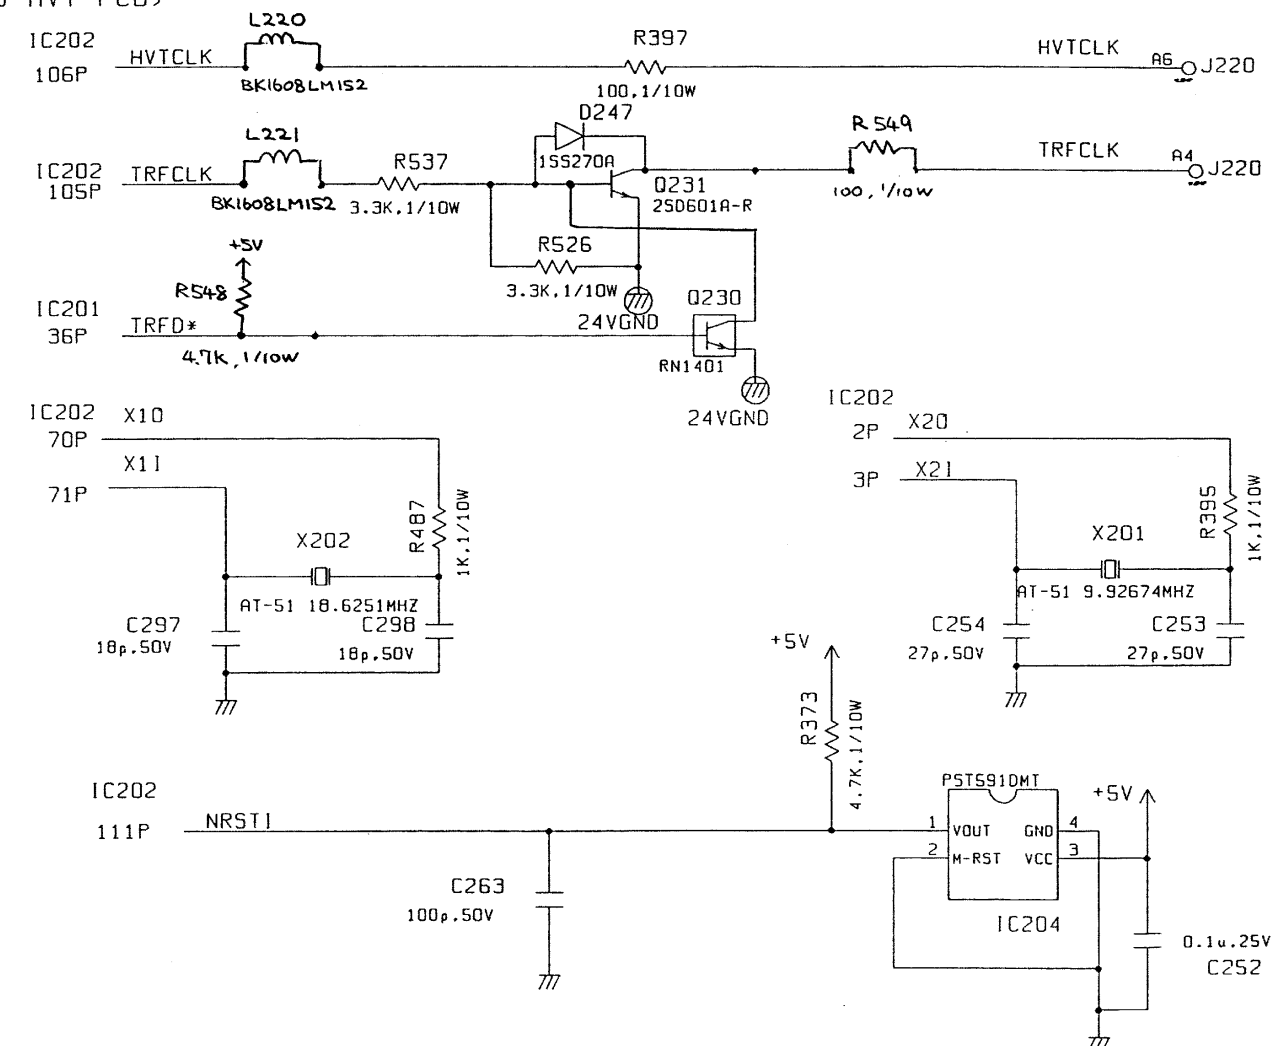 L220
IC202
106P
HVTCLK
BK1608LM152
R397
100,1/10W
HVTCLK
A6
J220
D247
1SS270A
L221
IC202
105P
TRFCLK
BK1608LM152
R537
3.3K,1/10W
Q231
2SD601A-R
R549
100,1/10W
TRFCLK
A4
J220
R526
3.3K,1/10W
24VGND
+5V
R548
4.7K,1/10W
IC201
36P
TRFD*
Q230
RN1401
24VGND
IC202
70P
X1O
X1I
71P
R487
1K,1/10W
X202
AT-51 18.6251MHZ
C297
18p,50V
C298
18p,50V
IC202
2P
X2O
3P
X2I
R395
1K,1/10W
X201
AT-51 9.92674MHZ
C254
27p,50V
C253
27p,50V
+5V
R373
4.7K,1/10W
IC202
111P
NRSTI
C263
100p,50V
PST591DMT
1 VOUT GND 4
2 M-RST VCC 3
IC204
+5V
0.1u,25V
C252